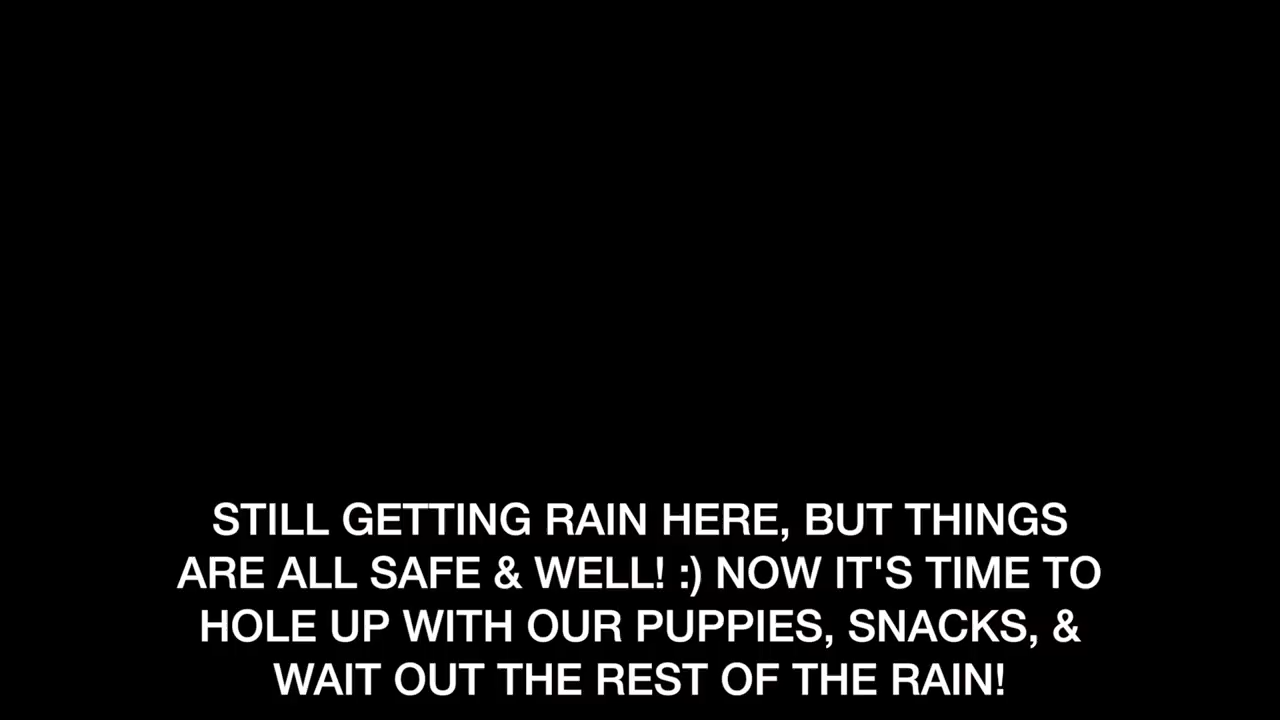 STILL GETTING RAIN HERE, BUT THINGS
ARE ALL SAFE & WELL! :) NOW IT'S TIME TO
HOLE UP WITH OUR PUPPIES, SNACKS, &
WAIT OUT THE REST OF THE RAIN!